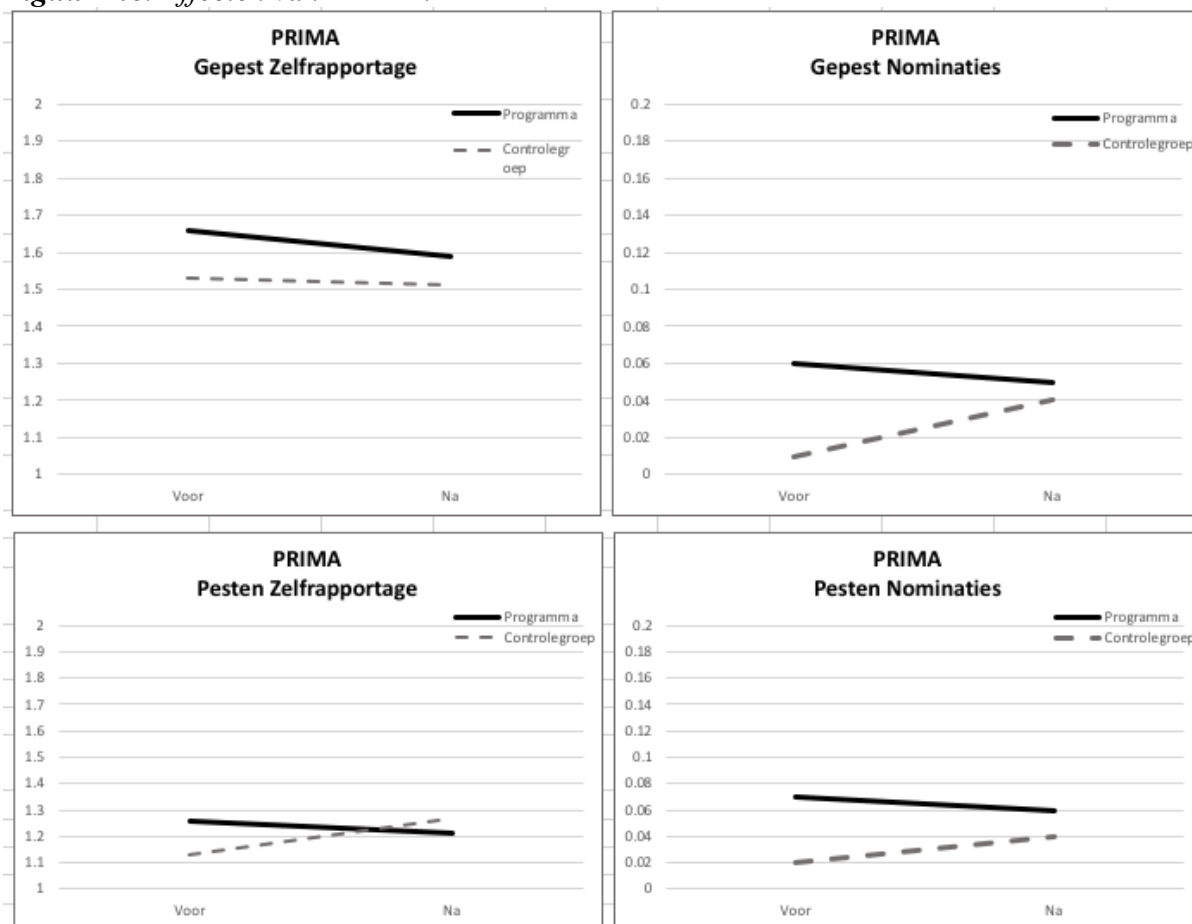 PRIMA
Gepest Zelfrapportage
Programma
Controlegr
oep
2
1.9
1.8
1.7
1.6
1.5
1.4
1.3
1.2
1.1
1
Voor Na
PRIMA
Gepest Nominaties
Programma
Controlegroep
0.2
0.18
0.16
0.14
0.12
0.1
0.08
0.06
0.04
0.02
0
Voor Na
PRIMA
Pesten Zelfrapportage
Programma
Controlegroep
2
1.9
1.8
1.7
1.6
1.5
1.4
1.3
1.2
1.1
1
Voor Na
PRIMA
Pesten Nominaties
Programma
Controlegroep
0.2
0.18
0.16
0.14
0.12
0.1
0.08
0.06
0.04
0.02
0
Voor Na